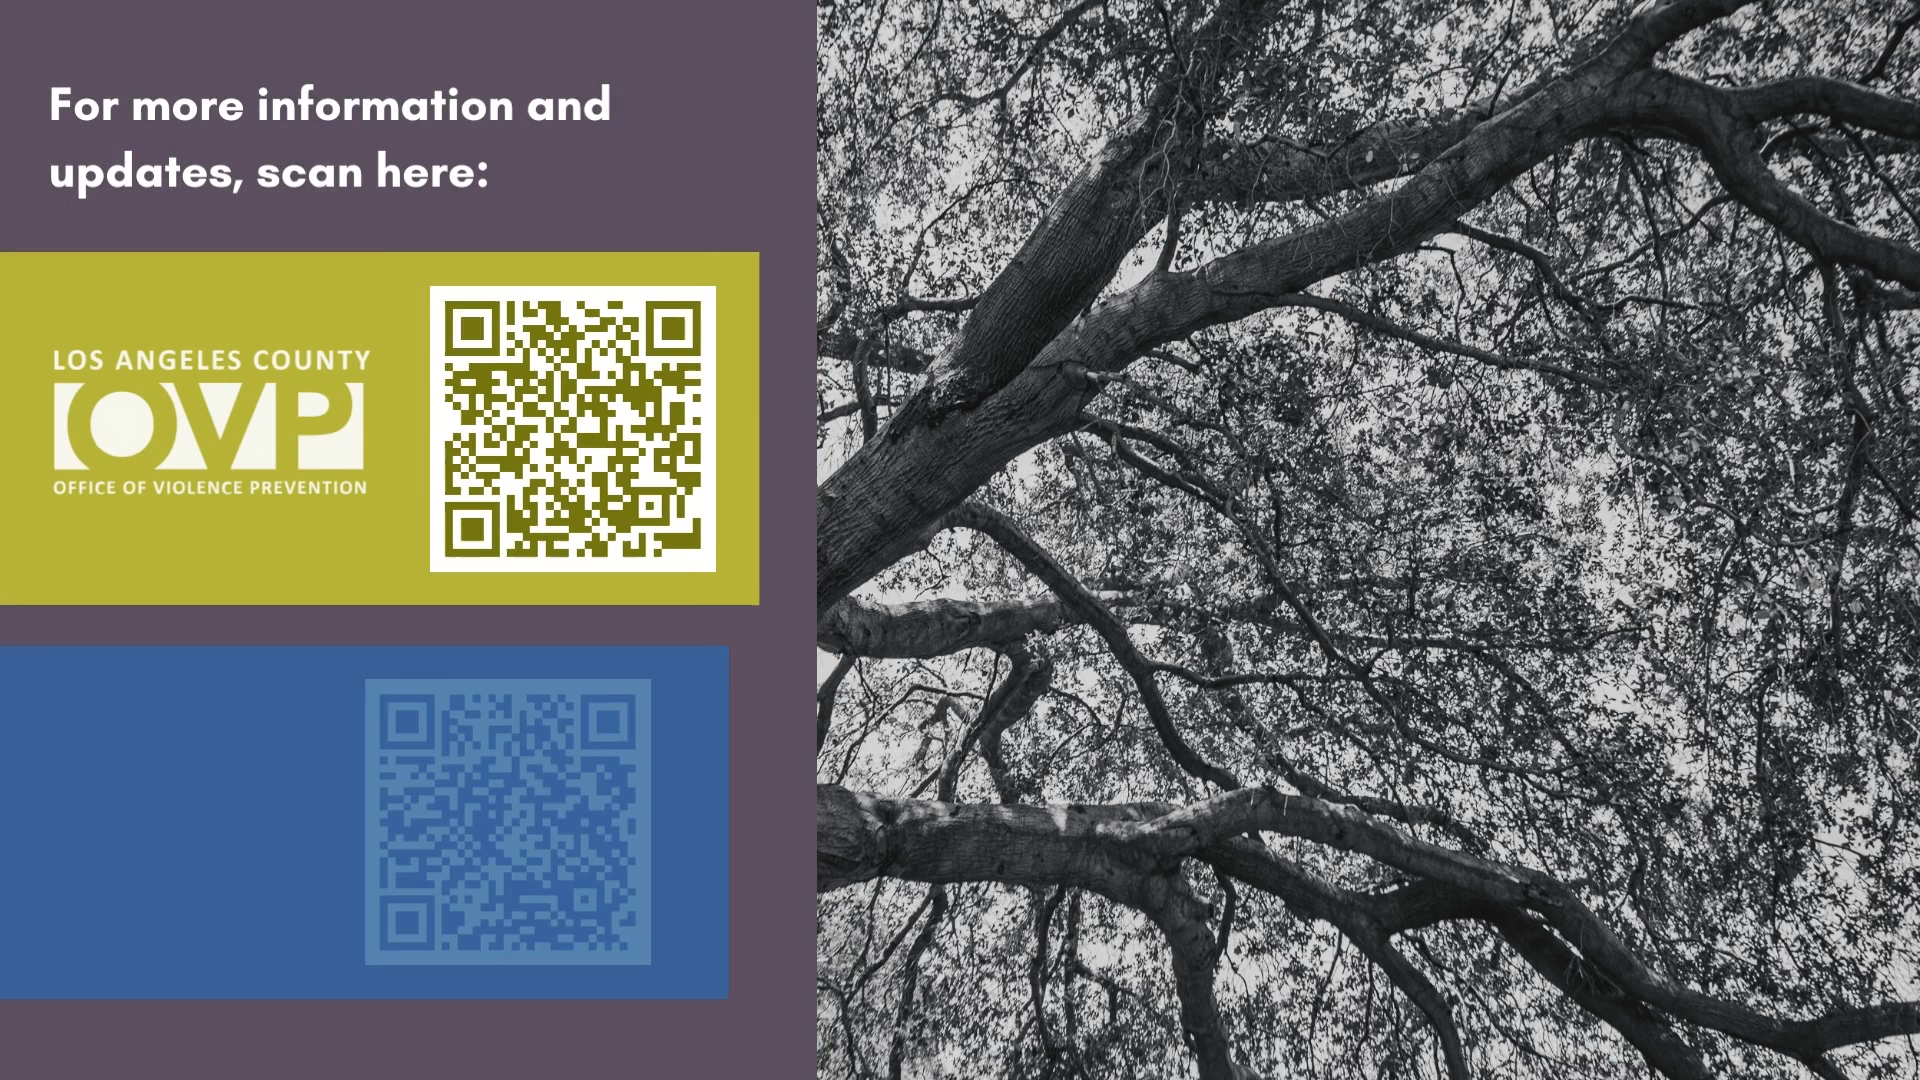 For more information and
updates, scan here:
LOS ANGELES COUNTY
OVP
OFFICE OF VIOLENCE PREVENTION